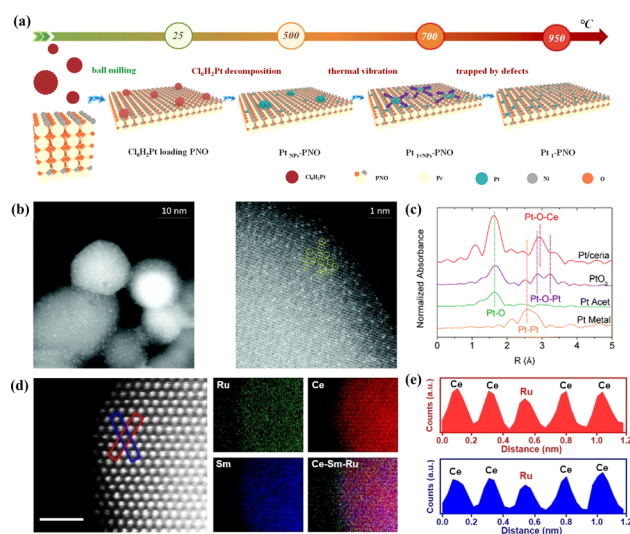 (a)
°C
25
500
700
950
ball milling
Cl6H2Pt decomposition
thermal vibration
trapped by defects
Cl6H2Pt loading PNO
Pt NPs-PNO
Pt 1+NPs-PNO
Pt 1-PNO
Cl6H2Pt
PNO
Pr
Pt
Ni
O
(b)
10 nm
1 nm
(c)
Normalized Absorbance
Pt-O-Ce
Pt/ceria
PtO2
Pt-O-Pt
Pt Acet
Pt-O
Pt-Pt
Pt Metal
0 1 2 3 4 5
R (Å)
(d)
Ru
Ce
Sm
Ce-Sm-Ru
(e)
Counts (a.u.)
Ce Ce Ru Ce Ce
0.0 0.2 0.4 0.6 0.8 1.0 1.2
Distance (nm)
Counts (a.u.)
Ce Ce Ru Ce Ce
0.0 0.2 0.4 0.6 0.8 1.0 1.2
Distance (nm)